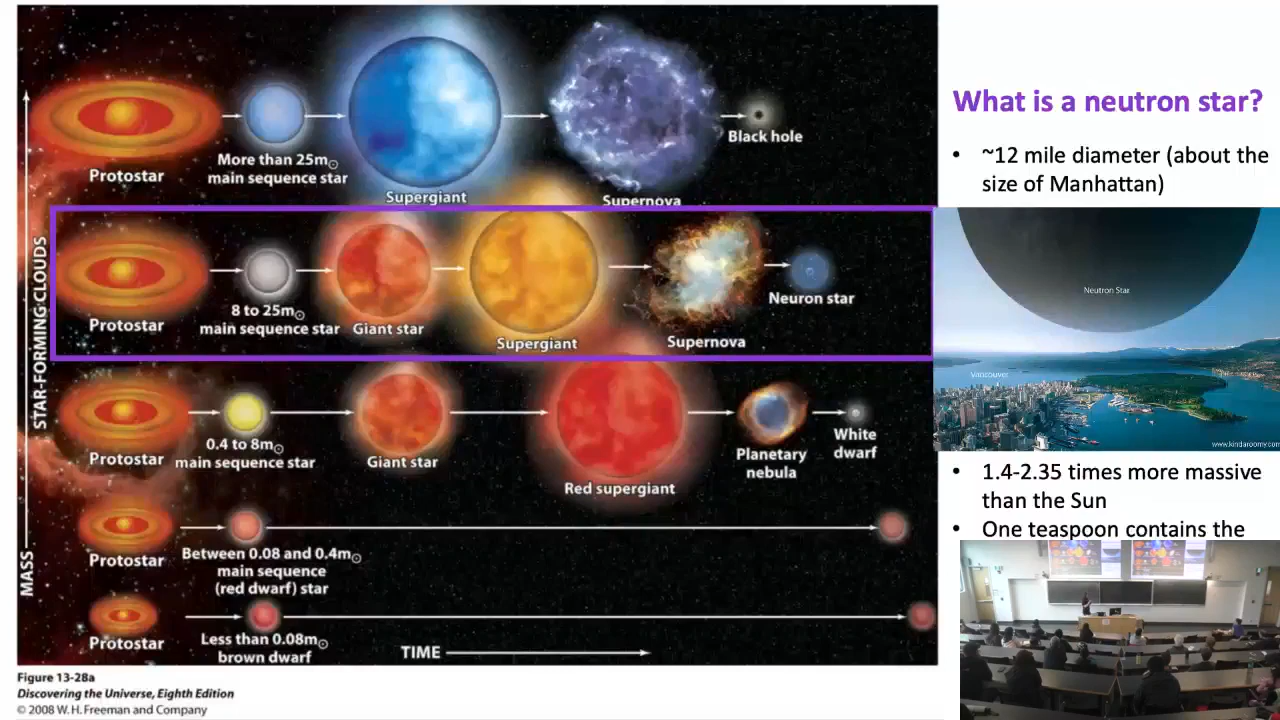 Protostar
More than 25m☉
main sequence star
Supergiant
Supernova
Black hole
Protostar
8 to 25m☉
main sequence star
Giant star
Supergiant
Supernova
Neuron star
Protostar
0.4 to 8m☉
main sequence star
Giant star
Red supergiant
Planetary
nebula
White
dwarf
Protostar
Between 0.08 and 0.4m☉
main sequence
(red dwarf) star
Protostar
Less than 0.08m☉
brown dwarf
MASS
STAR-FORMING CLOUDS
TIME
Figure 13-28a
Discovering the Universe, Eighth Edition
© 2008 W. H. Freeman and Company
What is a neutron star?
• ~12 mile diameter (about the
size of Manhattan)
Neutron Star
Vancouver
www.kindaroomy.com
• 1.4-2.35 times more massive
than the Sun
• One teaspoon contains the